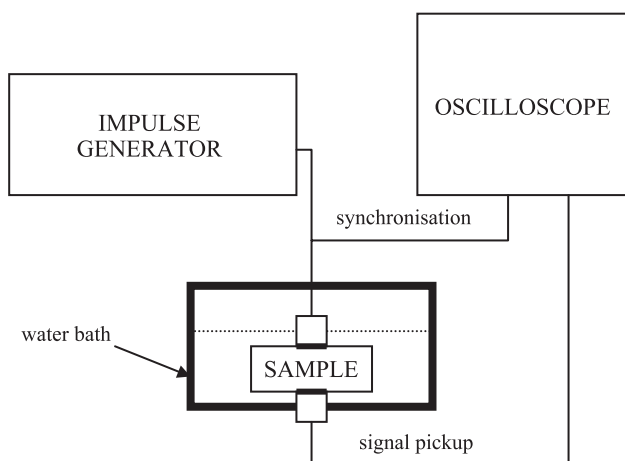 IMPULSE
GENERATOR
OSCILLOSCOPE
synchronisation
water bath
SAMPLE
signal pickup